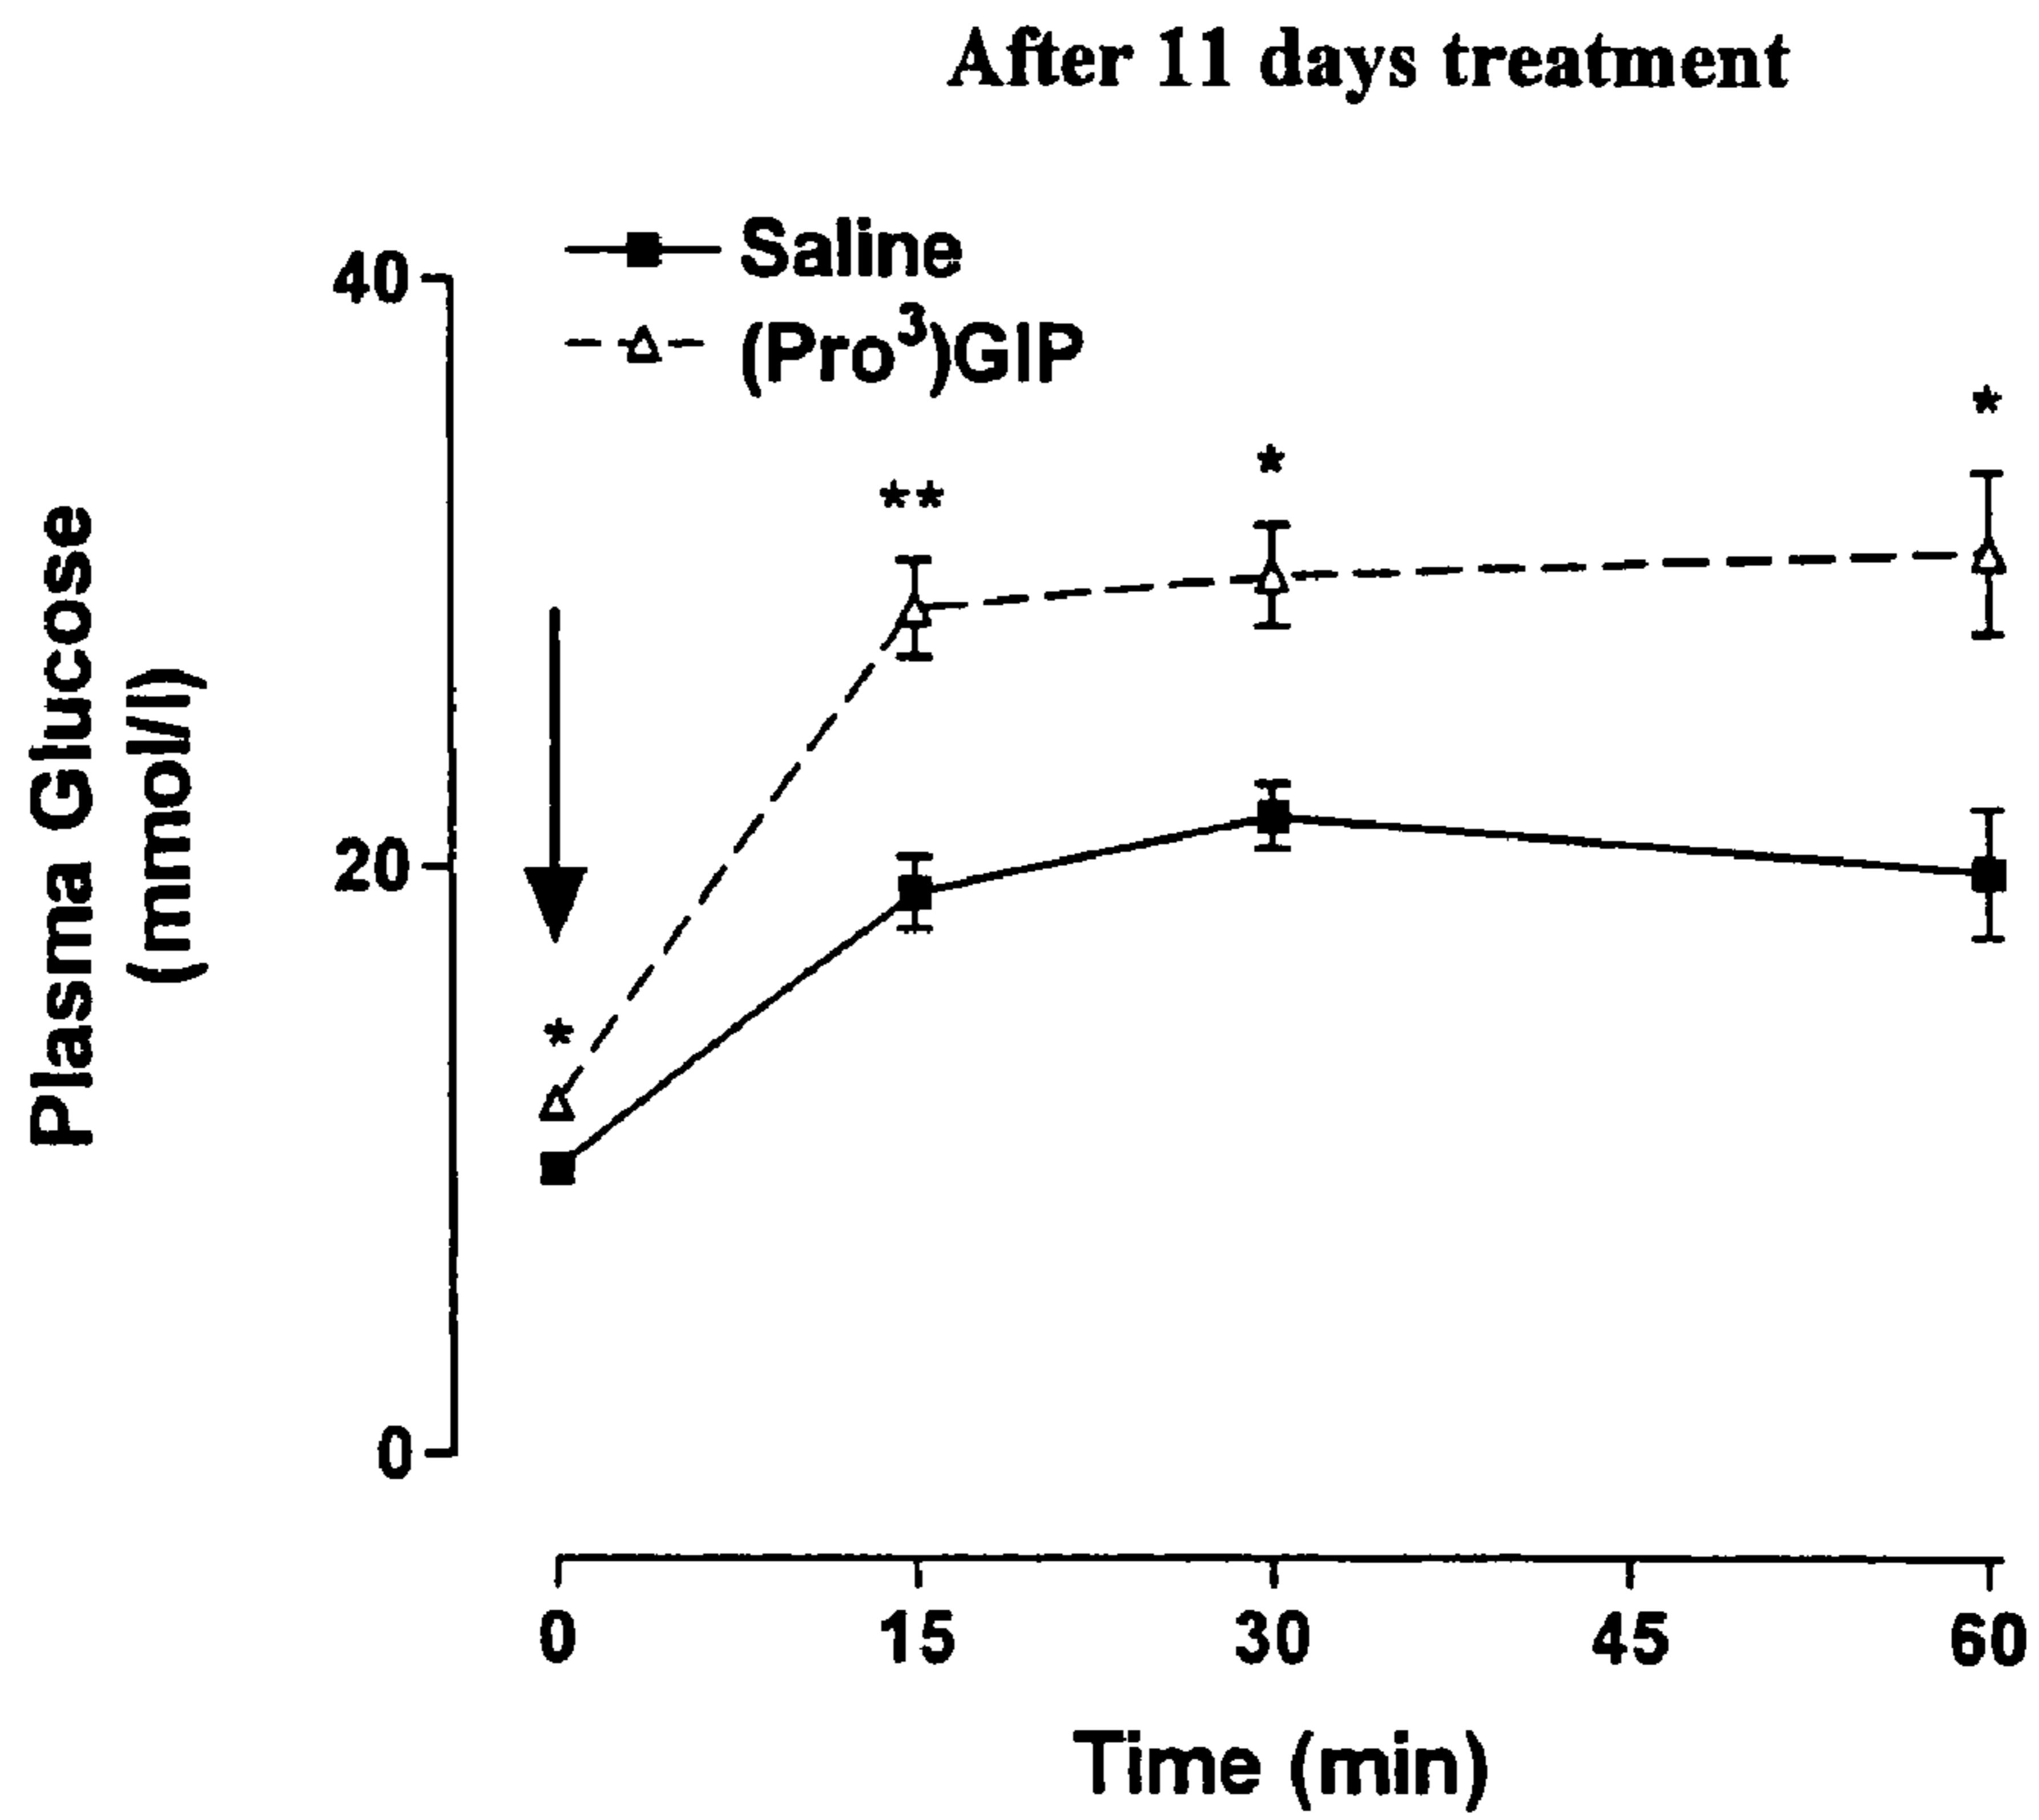 After 11 days treatment
Saline
(Pro³)GIP
40
20
0
Plasma Glucose
(mmol/l)
*
**
*
*
0 15 30 45 60
Time (min)